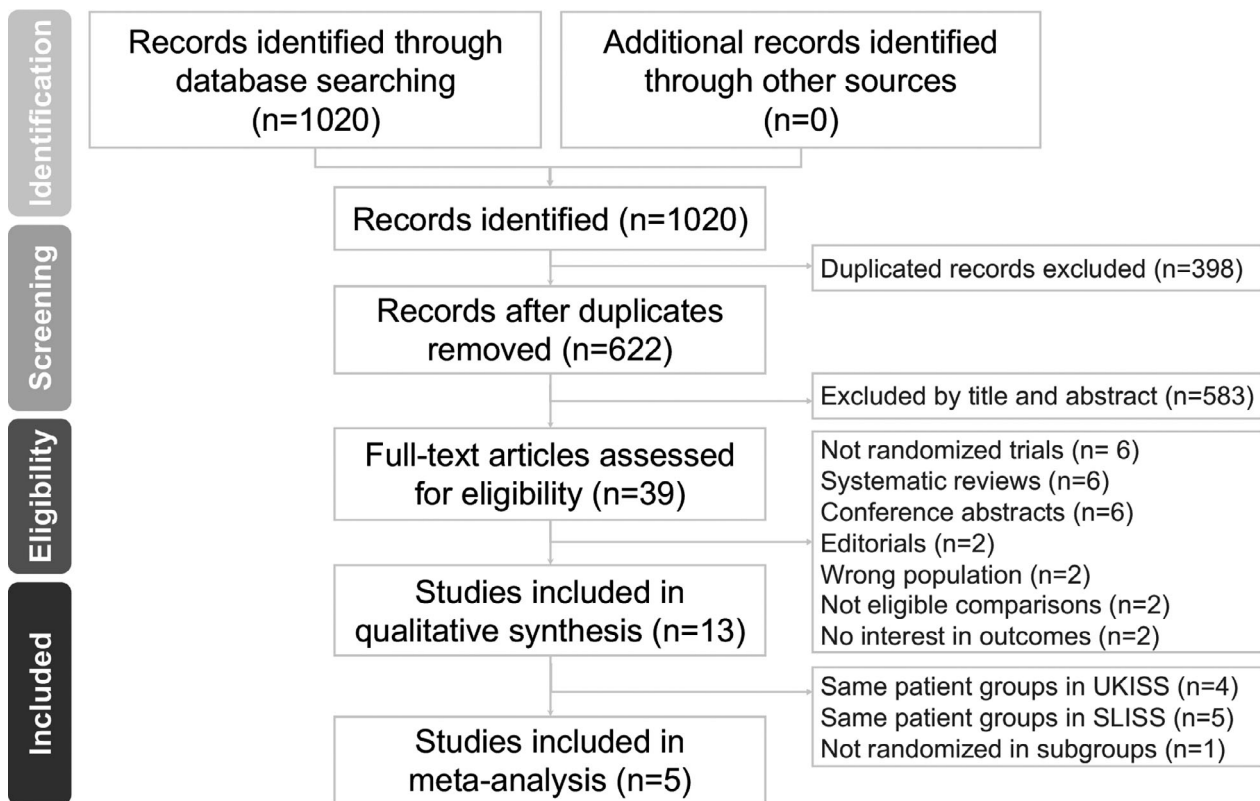 Identification
Records identified through
database searching
(n=1020)
Additional records identified
through other sources
(n=0)
Records identified (n=1020)
Screening
Duplicated records excluded (n=398)
Records after duplicates
removed (n=622)
Excluded by title and abstract (n=583)
Eligibility
Full-text articles assessed
for eligibility (n=39)
Not randomized trials (n= 6)
Systematic reviews (n=6)
Conference abstracts (n=6)
Editorials (n=2)
Wrong population (n=2)
Not eligible comparisons (n=2)
No interest in outcomes (n=2)
Included
Studies included in
qualitative synthesis (n=13)
Same patient groups in UKISS (n=4)
Same patient groups in SLISS (n=5)
Not randomized in subgroups (n=1)
Studies included in
meta-analysis (n=5)